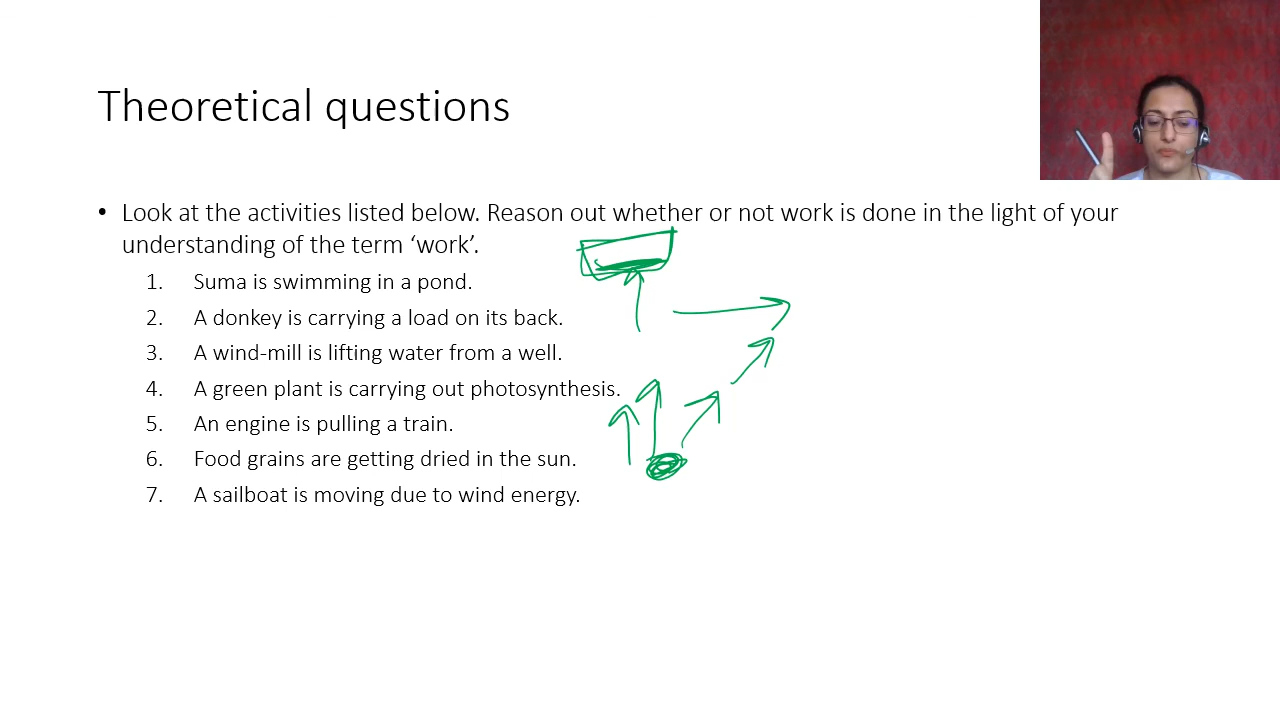 Theoretical questions
• Look at the activities listed below. Reason out whether or not work is done in the light of your
understanding of the term ‘work’.
1. Suma is swimming in a pond.
2. A donkey is carrying a load on its back.
3. A wind-mill is lifting water from a well.
4. A green plant is carrying out photosynthesis.
5. An engine is pulling a train.
6. Food grains are getting dried in the sun.
7. A sailboat is moving due to wind energy.